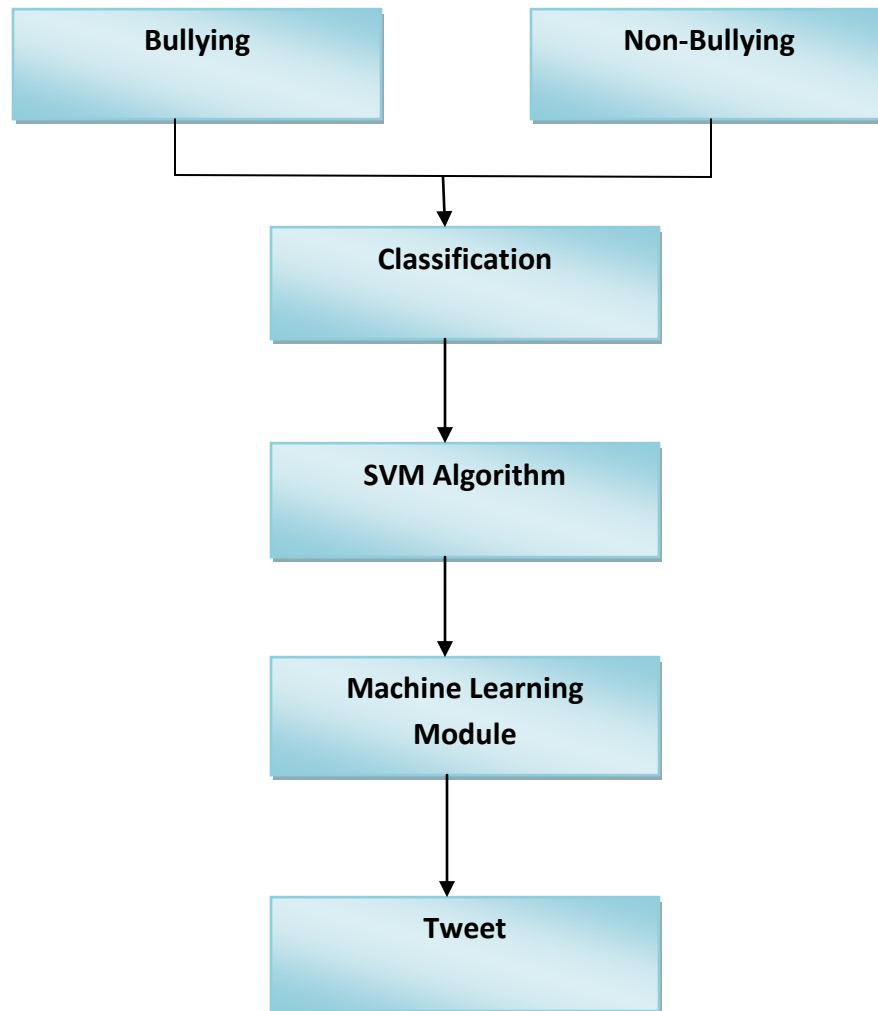 Bullying
Non-Bullying
Classification
SVM Algorithm
Machine Learning
Module
Tweet